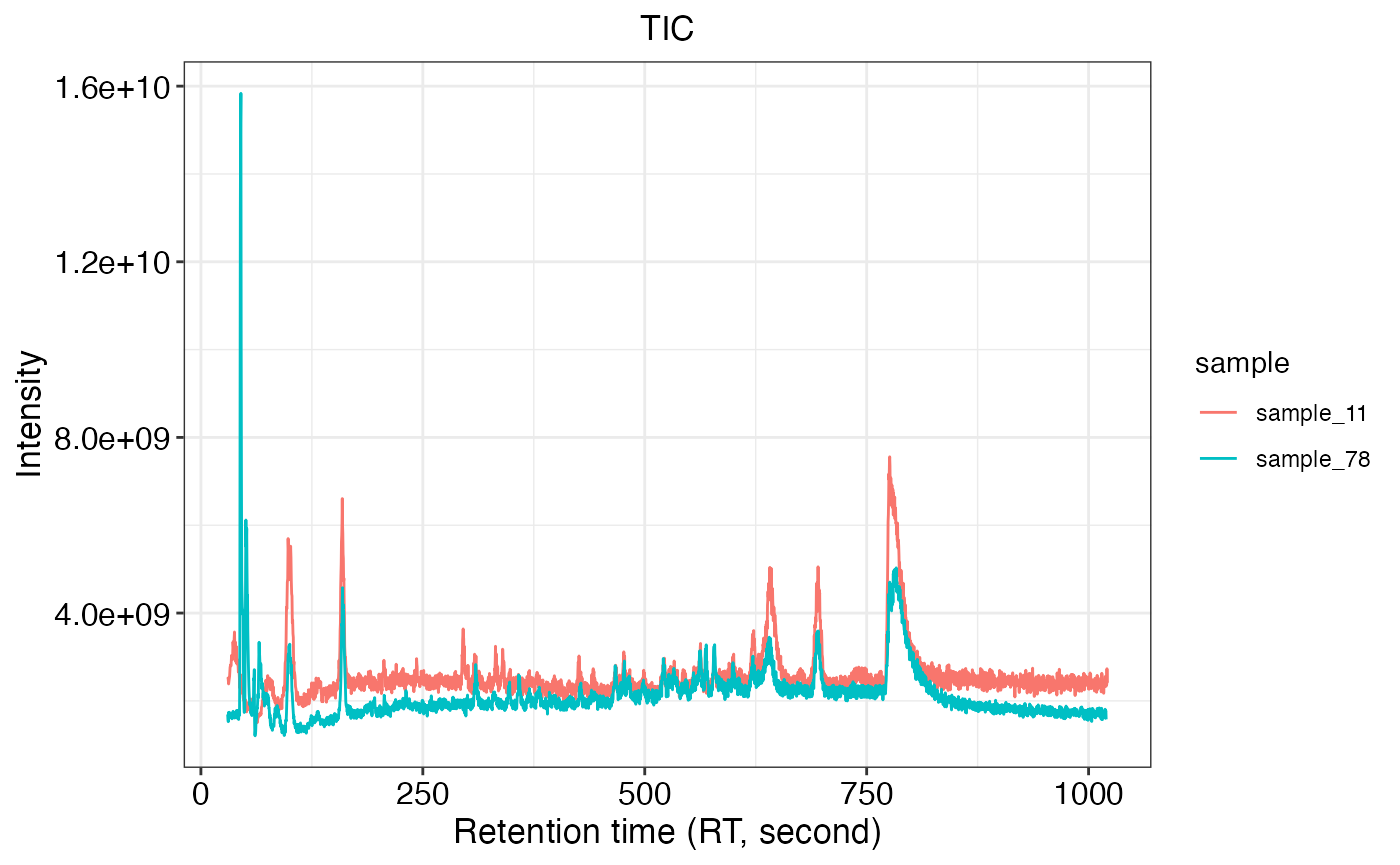 TIC
1.6e+10
1.2e+10
8.0e+09
4.0e+09
Intensity
0 250 500 750 1000
Retention time (RT, second)
sample
sample_11
sample_78